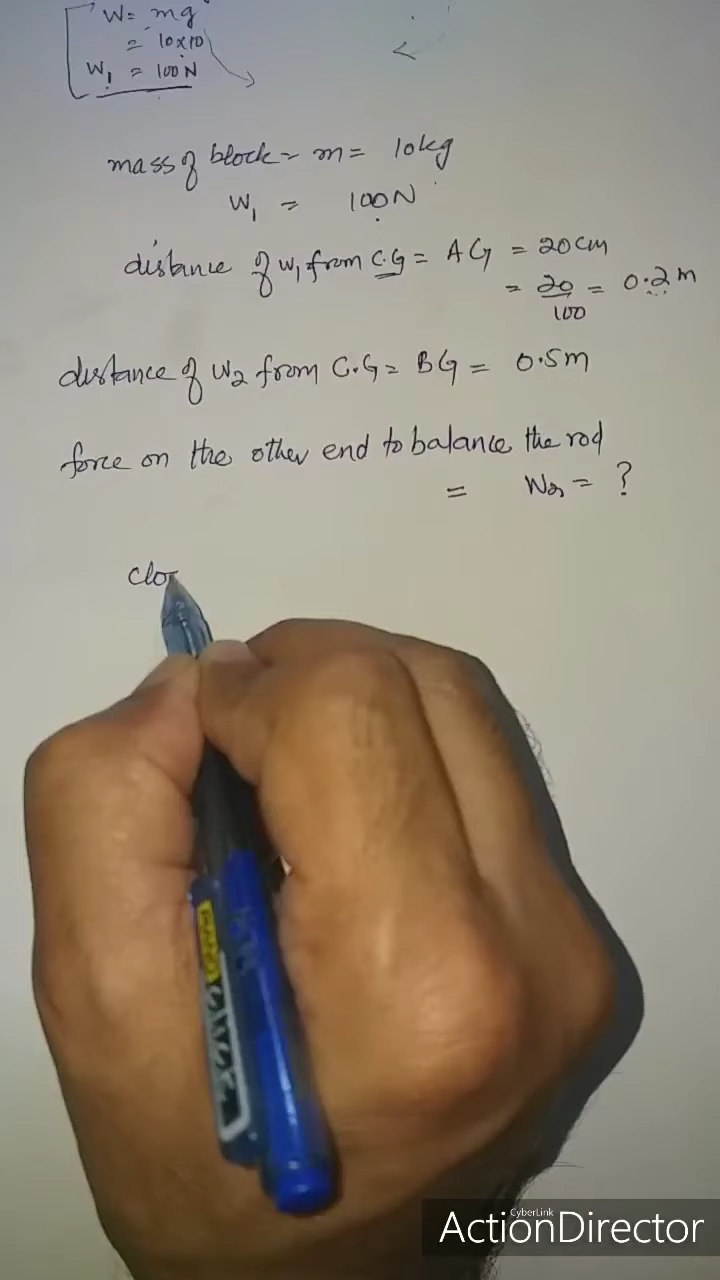 W = mg
= 10x10
W1 = 100N
mass of block = m = 10kg
W1 = 100N
distance of W1 from C.G = AG = 20cm
= 20/100 = 0.2m
distance of W2 from C.G = BG = 0.5m
force on the other end to balance the rod
= W2 = ?
clo
CyberLink
ActionDirector